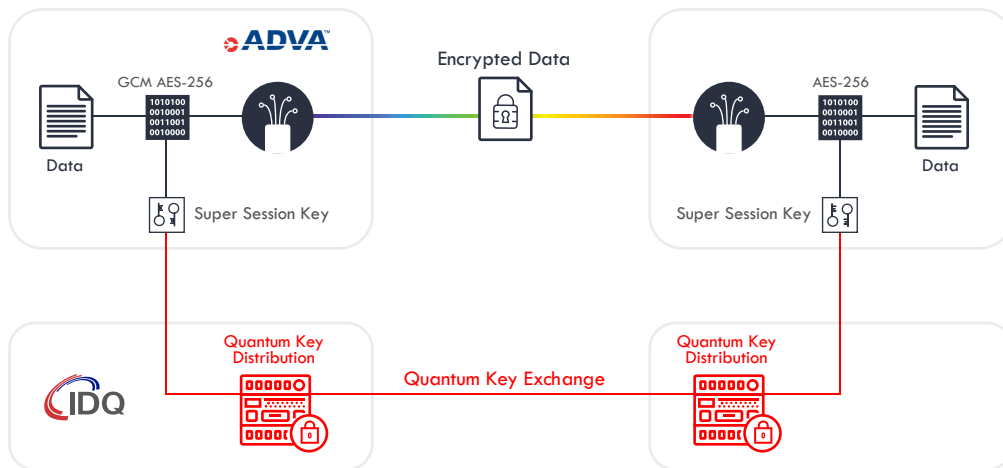 ADVA™
Encrypted Data
GCM AES-256
AES-256
1010100
0010001
0011001
0010000
1010100
0010001
0011001
0010000
Data
Data
Super Session Key
Super Session Key
Quantum Key
Distribution
Quantum Key
Distribution
Quantum Key Exchange
IDQ